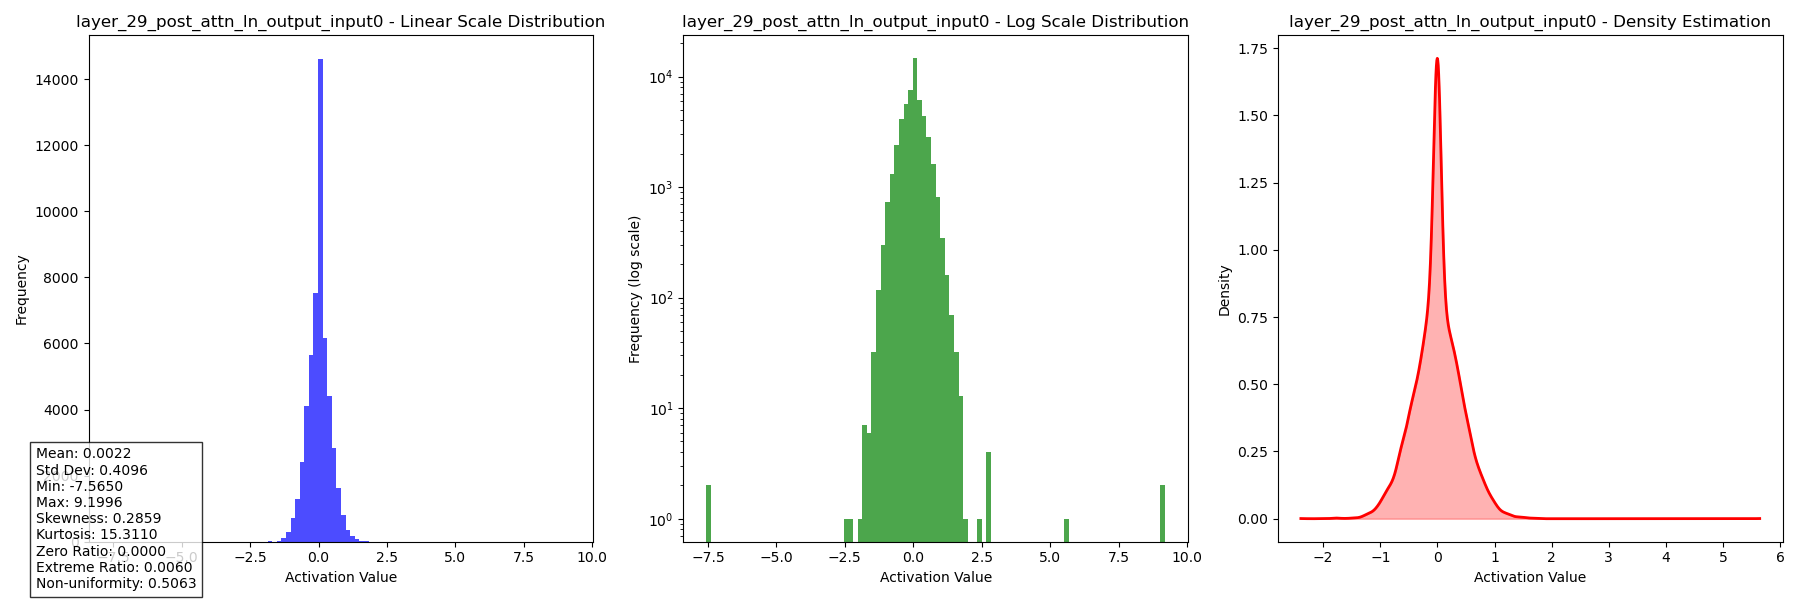 layer_29_post_attn_ln_output_input0 - Linear Scale Distribution
14000
12000
10000
8000
6000
4000
2000
0
Frequency
−7.5
−5.0
−2.5
0.0
2.5
5.0
7.5
10.0
Activation Value
Mean: 0.0022
Std Dev: 0.4096
Min: -7.5650
Max: 9.1996
Skewness: 0.2859
Kurtosis: 15.3110
Zero Ratio: 0.0000
Extreme Ratio: 0.0060
Non-uniformity: 0.5063
layer_29_post_attn_ln_output_input0 - Log Scale Distribution
10⁴
10³
10²
10¹
10⁰
Frequency (log scale)
−7.5
−5.0
−2.5
0.0
2.5
5.0
7.5
10.0
Activation Value
layer_29_post_attn_ln_output_input0 - Density Estimation
1.75
1.50
1.25
1.00
0.75
0.50
0.25
0.00
Density
−2
−1
0
1
2
3
4
5
6
Activation Value